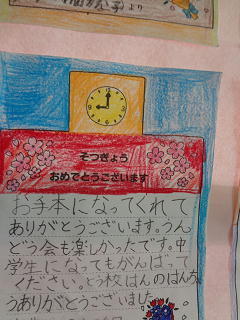 より
そつぎょう
おめでとうございます
お手本になってくれて
ありがとうございます。うん
どう会も楽しかったです。中
学生になってもがんばって
ください。とう校はんのはんちょ
うありがとうございまし